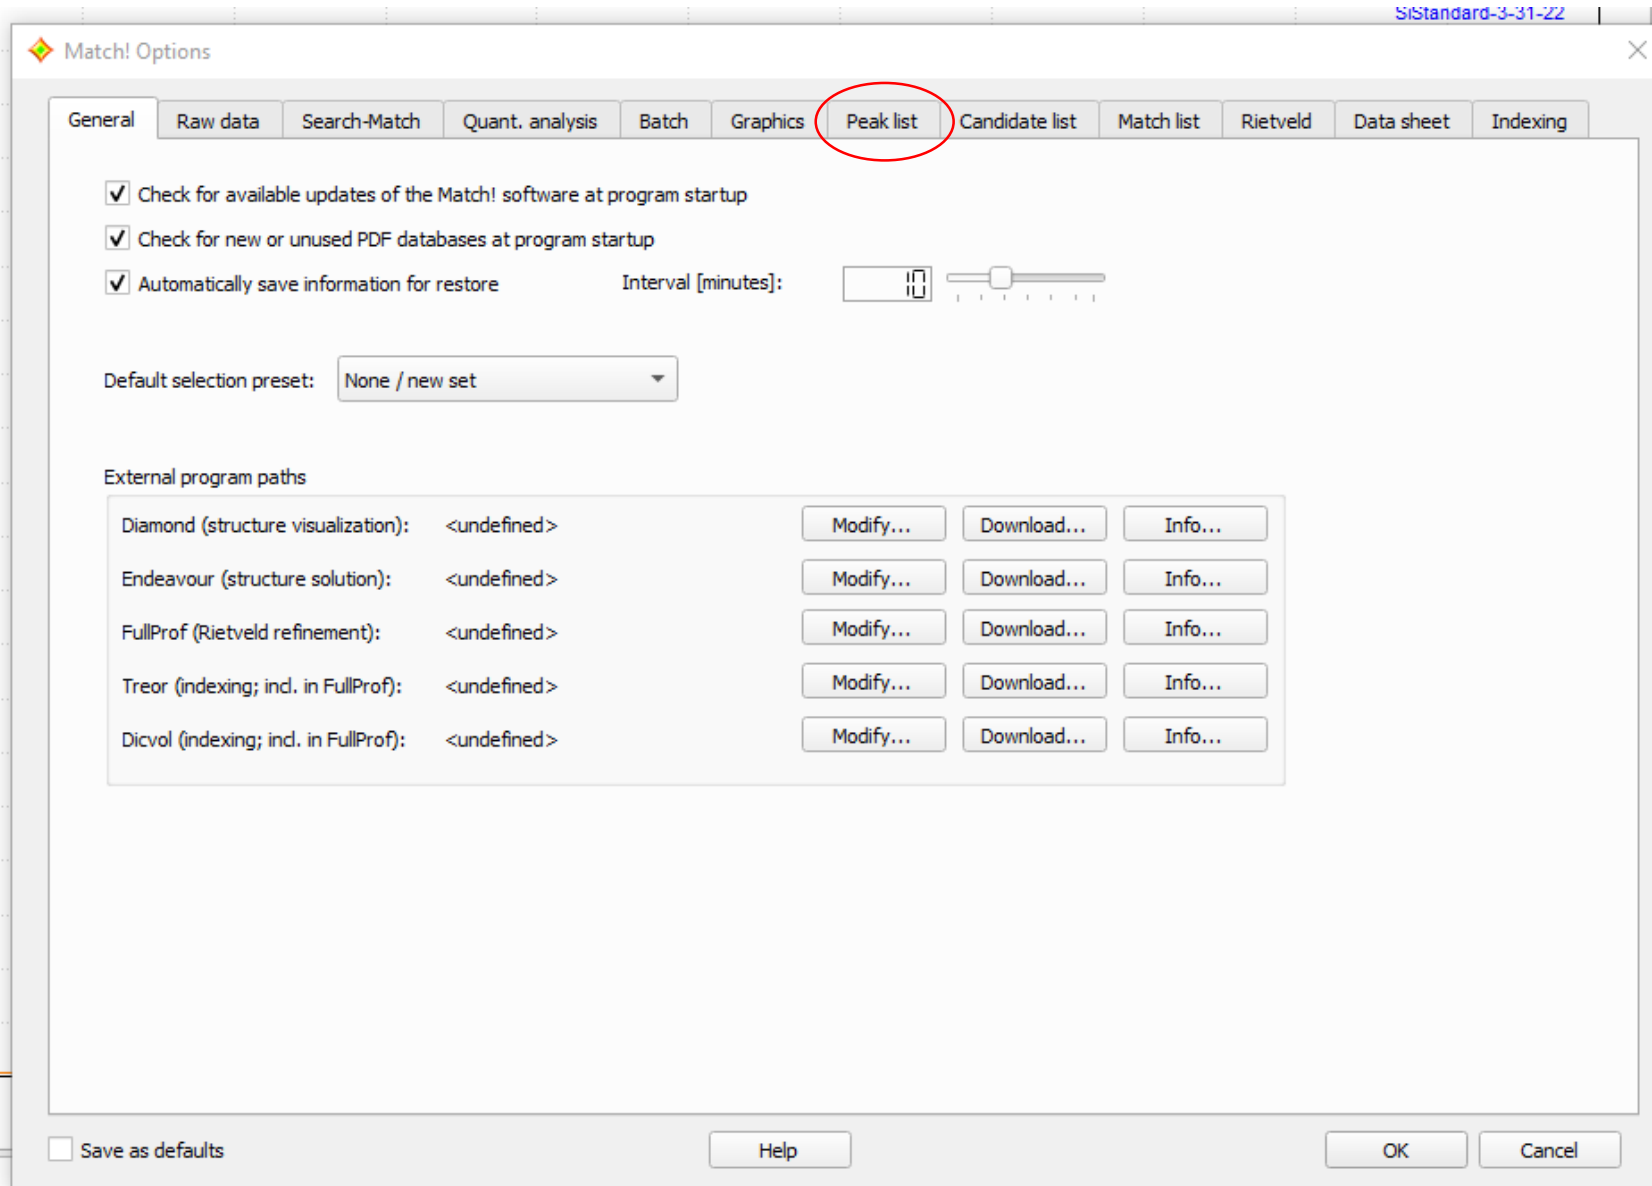 SiStandard-3-31-22
Match! Options
General Raw data Search-Match Quant. analysis Batch Graphics Peak list Candidate list Match list Rietveld Data sheet Indexing
Check for available updates of the Match! software at program startup
Check for new or unused PDF databases at program startup
Automatically save information for restore Interval [minutes]: 10
Default selection preset: None / new set
External program paths
Diamond (structure visualization): <undefined> Modify... Download... Info...
Endeavour (structure solution): <undefined> Modify... Download... Info...
FullProf (Rietveld refinement): <undefined> Modify... Download... Info...
Treor (indexing; incl. in FullProf): <undefined> Modify... Download... Info...
Dicvol (indexing; incl. in FullProf): <undefined> Modify... Download... Info...
Save as defaults Help OK Cancel